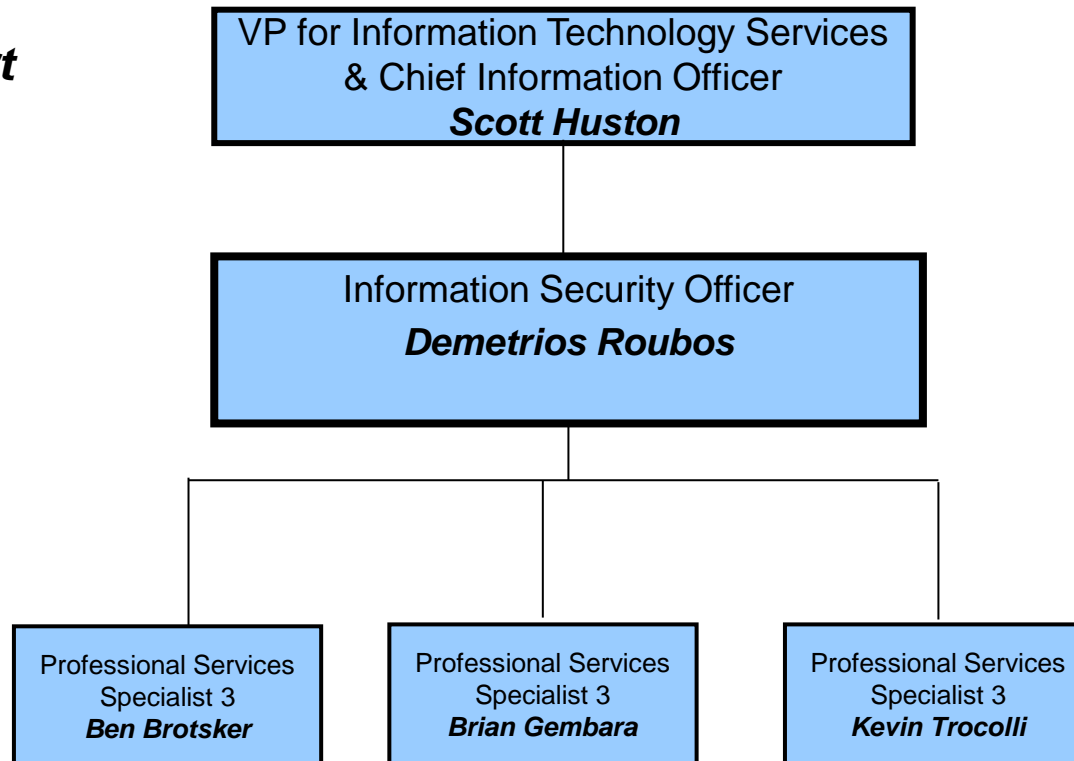 VP for Information Technology Services
& Chief Information Officer
Scott Huston
Information Security Officer
Demetrios Roubos
Professional Services
Specialist 3
Ben Brotsker
Professional Services
Specialist 3
Brian Gembara
Professional Services
Specialist 3
Kevin Trocolli